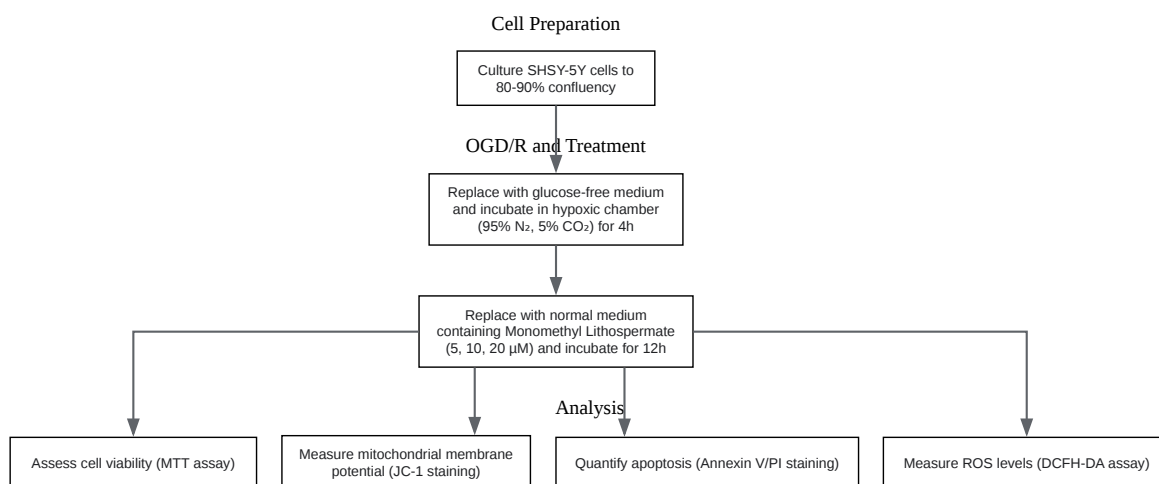 Cell Preparation
Culture SHSY-5Y cells to
80-90% confluency
OGD/R and Treatment
Replace with glucose-free medium
and incubate in hypoxic chamber
(95% N₂, 5% CO₂) for 4h
Replace with normal medium
containing Monomethyl Lithospermate
(5, 10, 20 µM) and incubate for 12h
Analysis
Assess cell viability (MTT assay)
Measure mitochondrial membrane
potential (JC-1 staining)
Quantify apoptosis (Annexin V/PI staining)
Measure ROS levels (DCFH-DA assay)